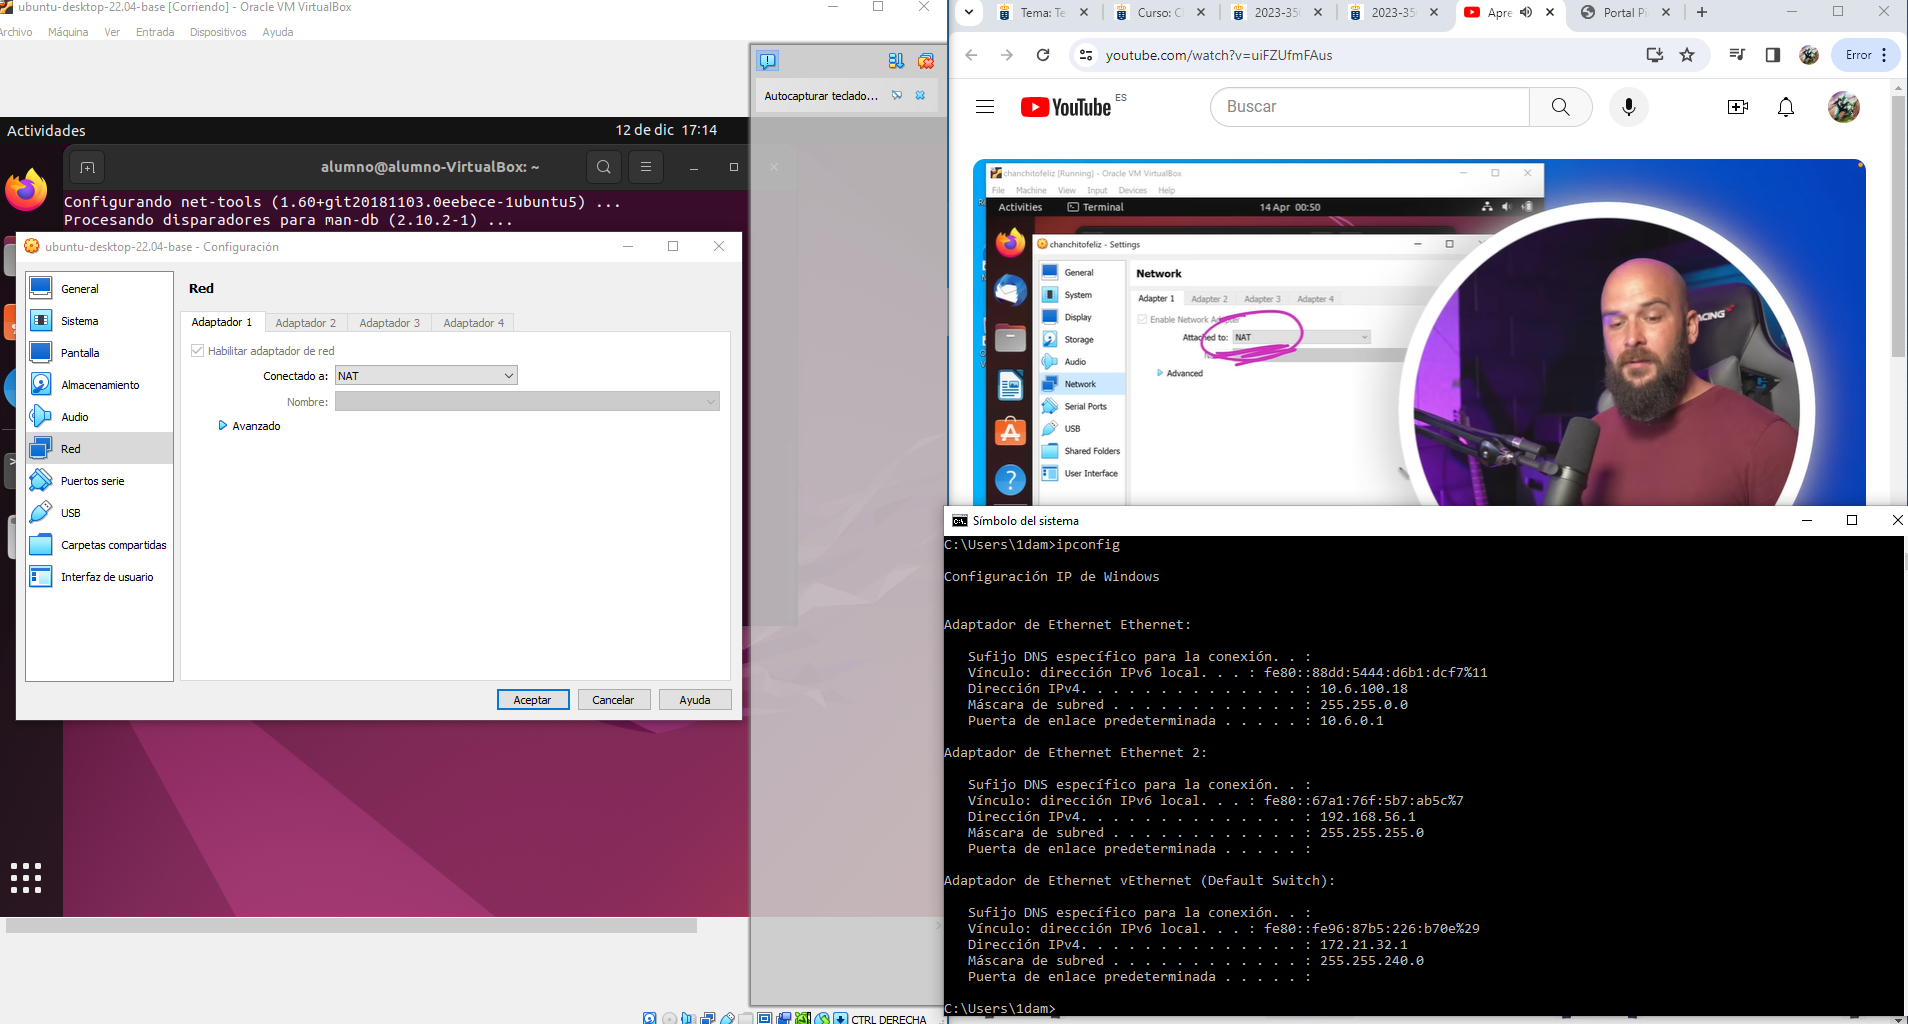 ubuntu-desktop-22.04-base [Corriendo] - Oracle VM VirtualBox
Archivo Máquina Ver Entrada Dispositivos Ayuda
Autocapturar teclado...
Actividades
12 de dic 17:14
alumno@alumno-VirtualBox: ~
Configurando net-tools (1.60+git20181103.0eebece-1ubuntu5) ...
Procesando disparadores para man-db (2.10.2-1) ...
ubuntu-desktop-22.04-base - Configuración
General
Sistema
Pantalla
Almacenamiento
Audio
Red
Puertos serie
USB
Carpetas compartidas
Interfaz de usuario
Red
Adaptador 1 Adaptador 2 Adaptador 3 Adaptador 4
Habilitar adaptador de red
Conectado a: NAT
Nombre:
Avanzado
Aceptar Cancelar Ayuda
CTRL DERECHA
Tema: Te Curso: C 2023-35 2023-35 Apre Portal P
youtube.com/watch?v=uiFZUfmFAus
Error
YouTube ES
Buscar
chanchitofeliz [Running] - Oracle VM VirtualBox
File Machine View Input Devices Help
Activities Terminal 14 Apr 00:50
chanchitofeliz - Settings
General
System
Display
Storage
Audio
Network
Serial Ports
USB
Shared Folders
User Interface
Network
Adapter 1 Adapter 2 Adapter 3 Adapter 4
Enable Network Adapter
Attached to: NAT
Advanced
RACING
Símbolo del sistema
C:\Users\1dam>ipconfig
Configuración IP de Windows
Adaptador de Ethernet Ethernet:
Sufijo DNS específico para la conexión. . :
Vínculo: dirección IPv6 local. . . : fe80::88dd:5444:d6b1:dcf7%11
Dirección IPv4. . . . . . . . . . . . . . : 10.6.100.18
Máscara de subred . . . . . . . . . . . . : 255.255.0.0
Puerta de enlace predeterminada . . . . . : 10.6.0.1
Adaptador de Ethernet Ethernet 2:
Sufijo DNS específico para la conexión. . :
Vínculo: dirección IPv6 local. . . : fe80::67a1:76f:5b7:ab5c%7
Dirección IPv4. . . . . . . . . . . . . . : 192.168.56.1
Máscara de subred . . . . . . . . . . . . : 255.255.255.0
Puerta de enlace predeterminada . . . . . :
Adaptador de Ethernet vEthernet (Default Switch):
Sufijo DNS específico para la conexión. . :
Vínculo: dirección IPv6 local. . . : fe80::fe96:87b5:226:b70e%29
Dirección IPv4. . . . . . . . . . . . . . : 172.21.32.1
Máscara de subred . . . . . . . . . . . . : 255.255.240.0
Puerta de enlace predeterminada . . . . . :
C:\Users\1dam>